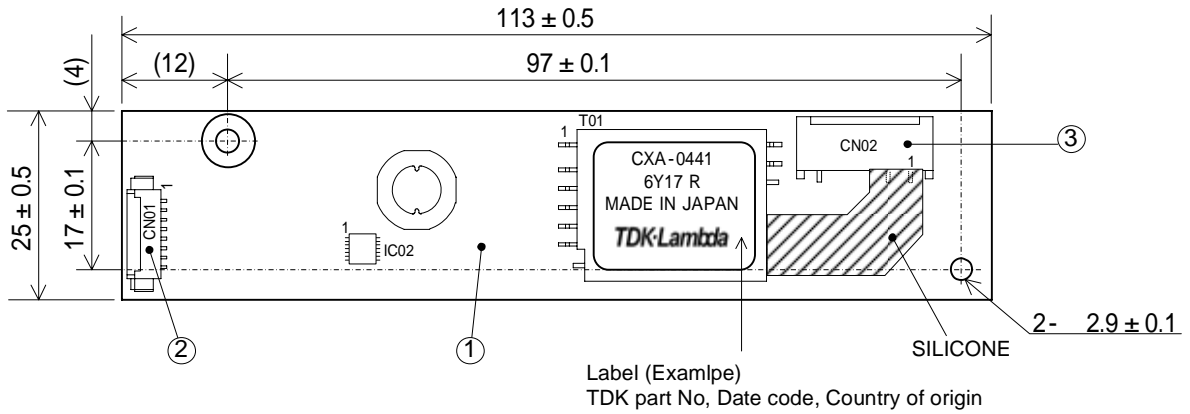 113 ± 0.5
(12)
97 ± 0.1
(4)
25 ± 0.5
17 ± 0.1
T01
1
CXA-0441
6Y17 R
MADE IN JAPAN
TDK·Lambda
CN02
1
3
1
CN01
1
IC02
2
1
SILICONE
2- 2.9 ± 0.1
Label (Examlpe)
TDK part No, Date code, Country of origin